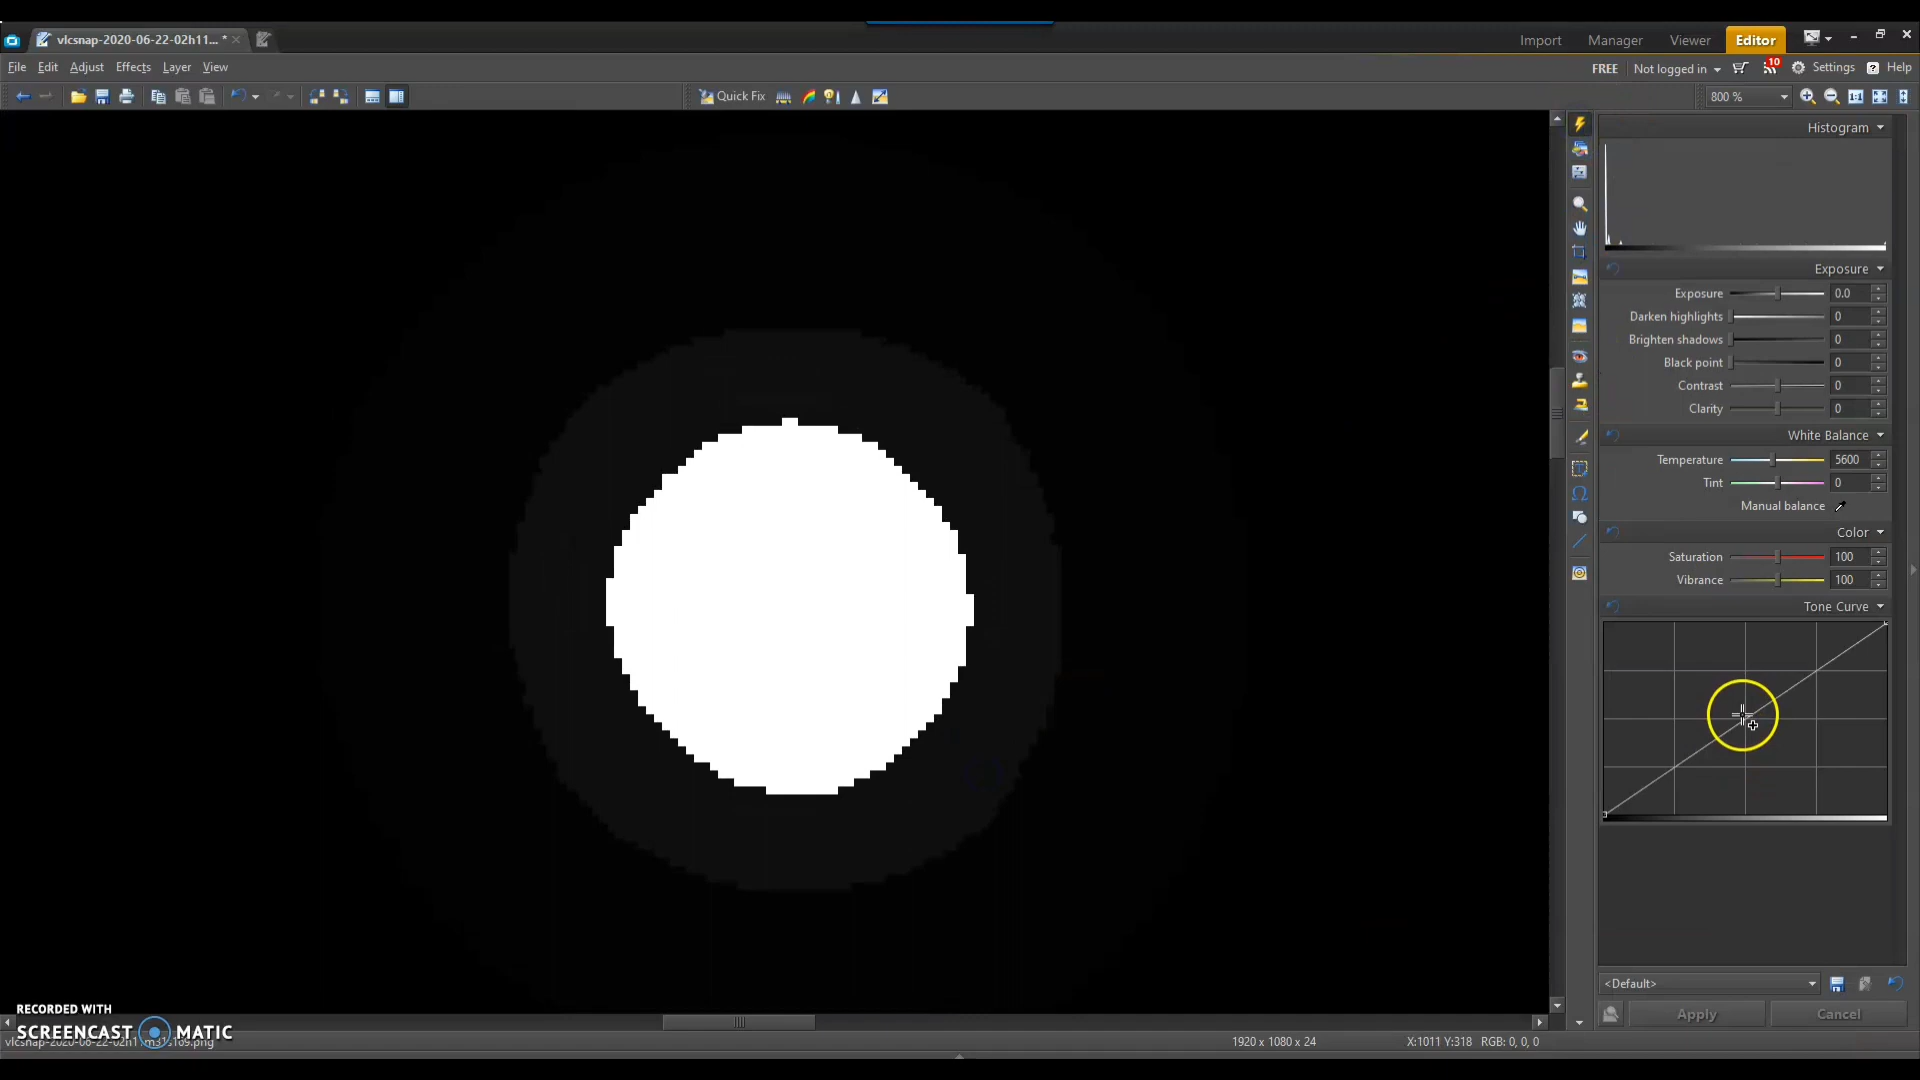 vlcsnap-2020-06-22-02h11... *
Import Manager Viewer Editor
File Edit Adjust Effects Layer View
FREE Not logged in 10 Settings Help
Quick Fix
800 %
1:1
Histogram
Exposure
Exposure 0.0
Darken highlights 0
Brighten shadows 0
Black point 0
Contrast 0
Clarity 0
White Balance
Temperature 5600
Tint 0
Manual balance
Color
Saturation 100
Vibrance 100
Tone Curve
<Default>
Apply Cancel
RECORDED WITH
SCREENCAST MATIC
1920 x 1080 x 24 X:1011 Y:318 RGB: 0, 0, 0